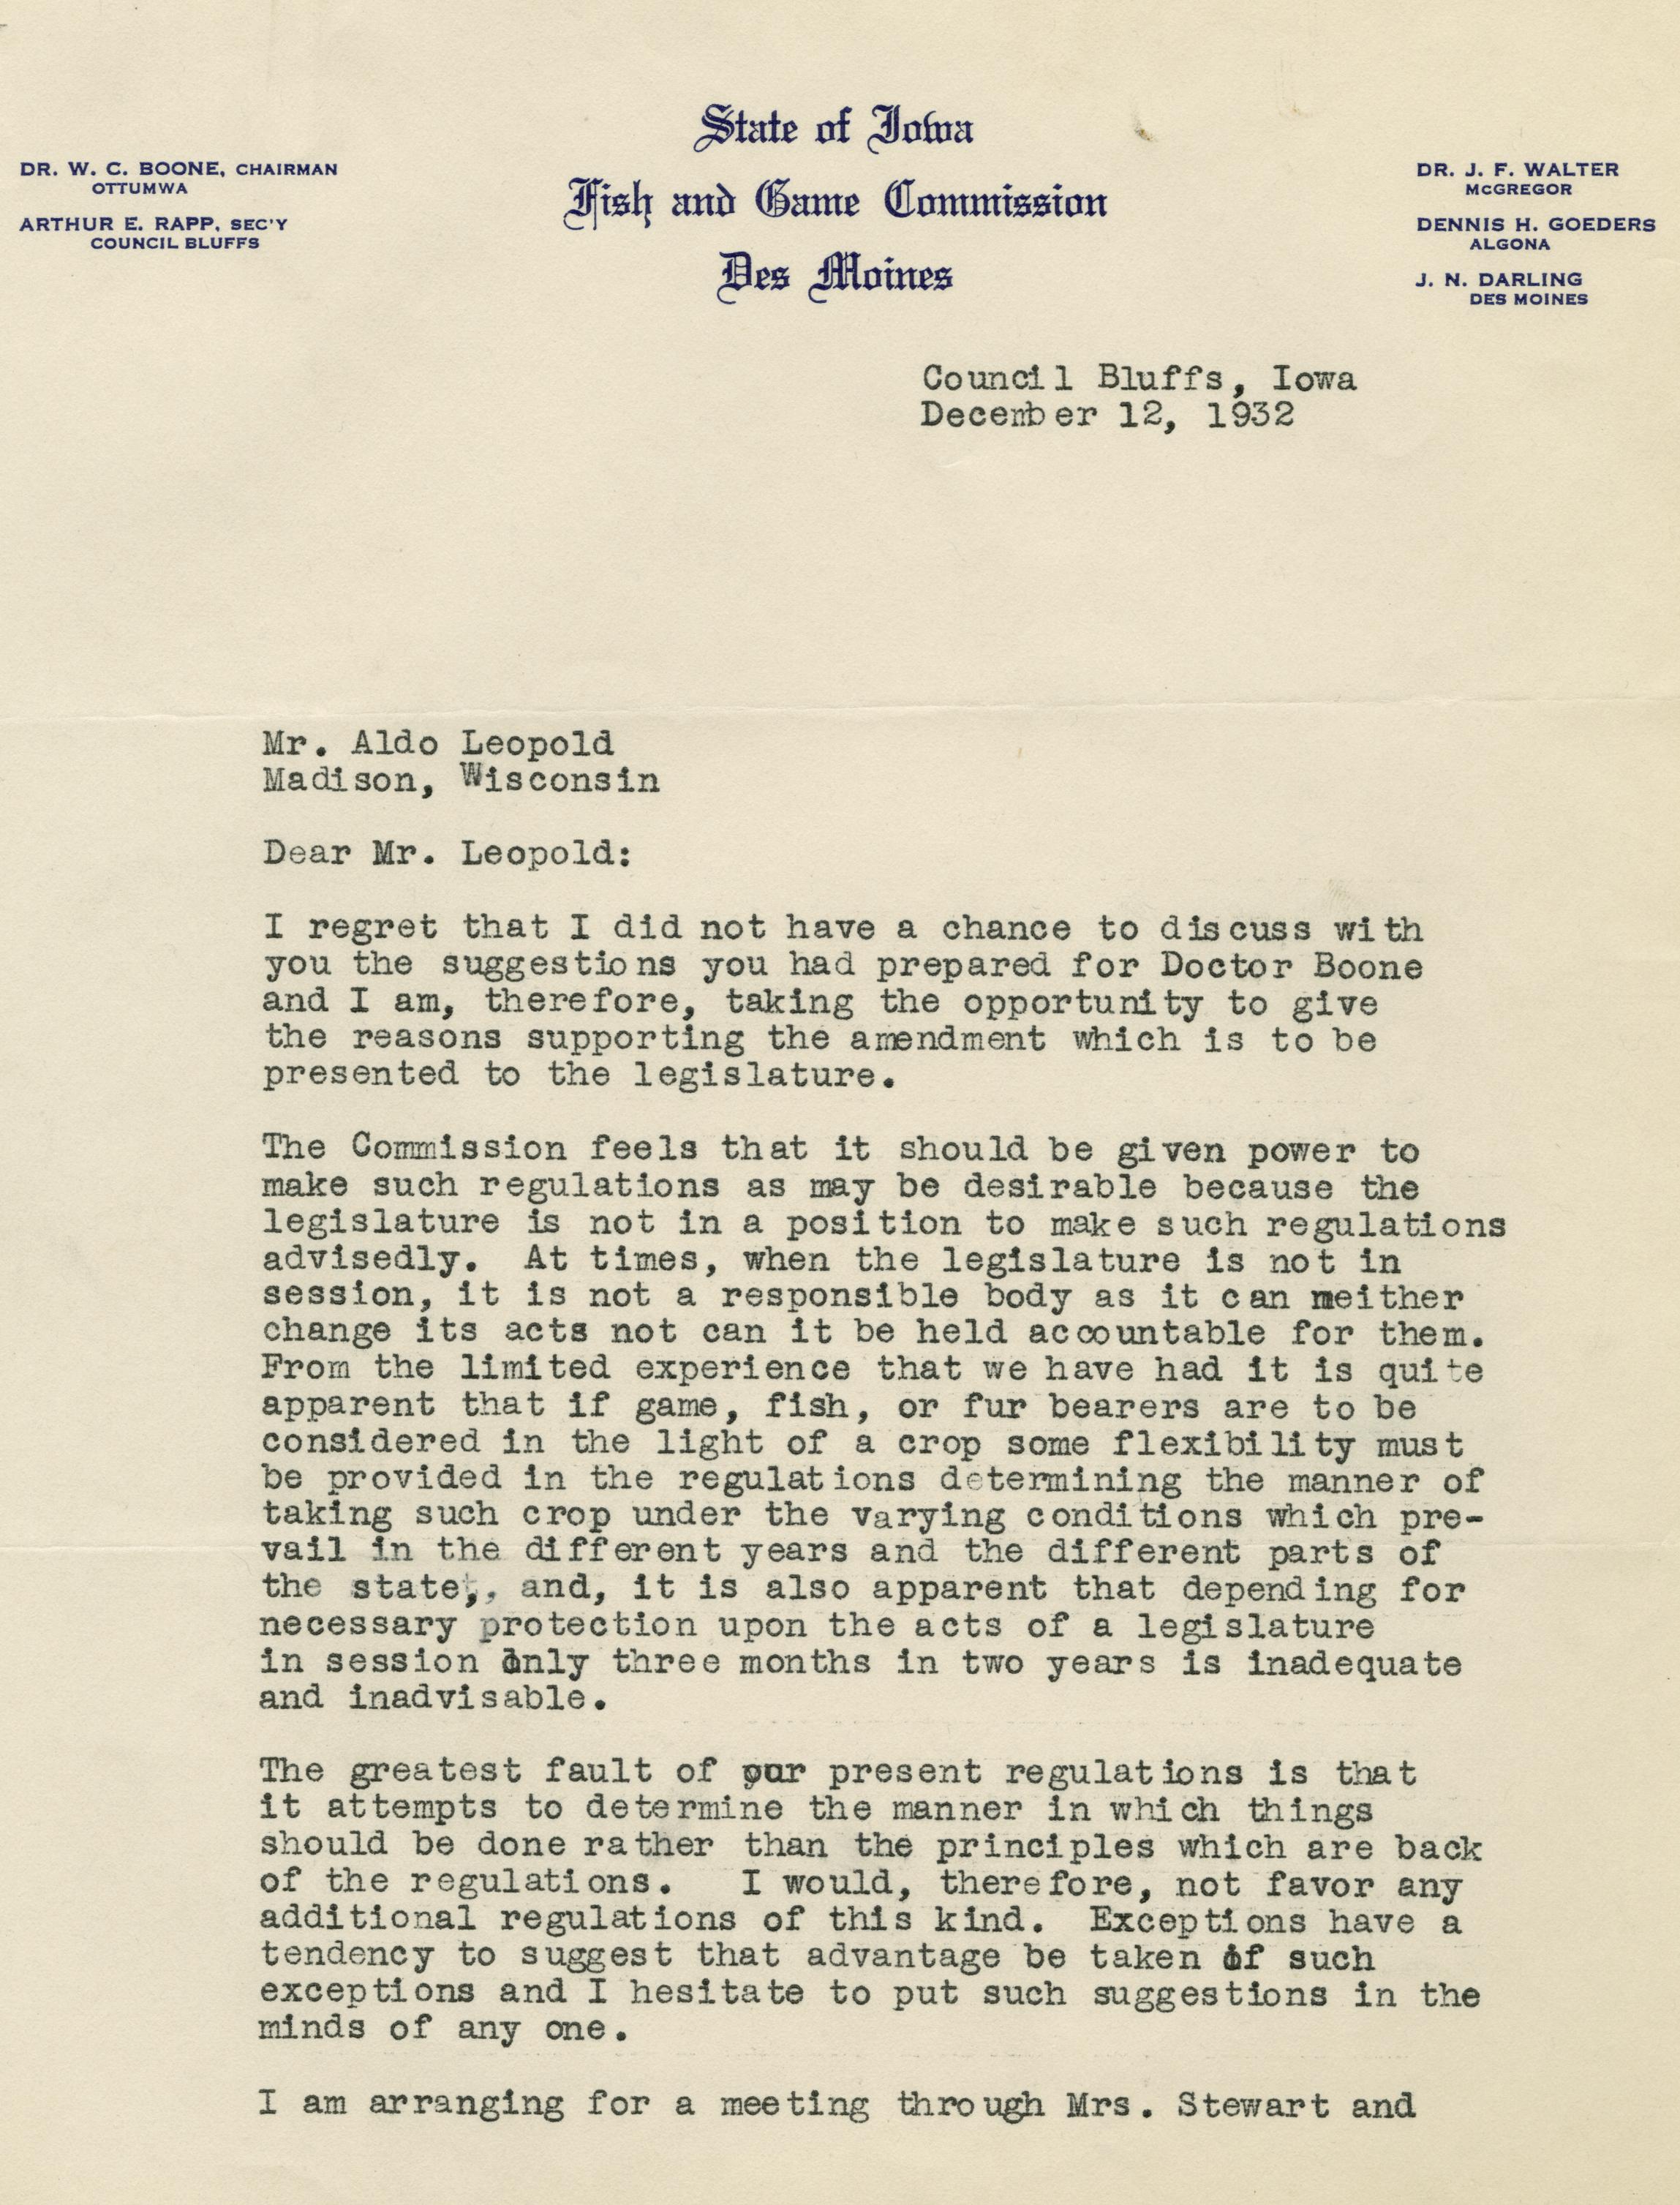 State of Iowa
Fish and Game Commission
Des Moines
DR. W. C. BOONE, CHAIRMAN
OTTUMWA
ARTHUR E. RAPP, SEC'Y
COUNCIL BLUFFS
DR. J. F. WALTER
McGREGOR
DENNIS H. GOEDERS
ALGONA
J. N. DARLING
DES MOINES
Council Bluffs, Iowa
December 12, 1932
Mr. Aldo Leopold
Madison, Wisconsin
Dear Mr. Leopold:
I regret that I did not have a chance to discuss with
you the suggestions you had prepared for Doctor Boone
and I am, therefore, taking the opportunity to give
the reasons supporting the amendment which is to be
presented to the legislature.
The Commission feels that it should be given power to
make such regulations as may be desirable because the
legislature is not in a position to make such regulations
advisedly. At times, when the legislature is not in
session, it is not a responsible body as it can neither
change its acts not can it be held accountable for them.
From the limited experience that we have had it is quite
apparent that if game, fish, or fur bearers are to be
considered in the light of a crop some flexibility must
be provided in the regulations determining the manner of
taking such crop under the varying conditions which pre-
vail in the different years and the different parts of
the state,, and, it is also apparent that depending for
necessary protection upon the acts of a legislature
in session only three months in two years is inadequate
and inadvisable.
The greatest fault of our present regulations is that
it attempts to determine the manner in which things
should be done rather than the principles which are back
of the regulations. I would, therefore, not favor any
additional regulations of this kind. Exceptions have a
tendency to suggest that advantage be taken of such
exceptions and I hesitate to put such suggestions in the
minds of any one.
I am arranging for a meeting through Mrs. Stewart and